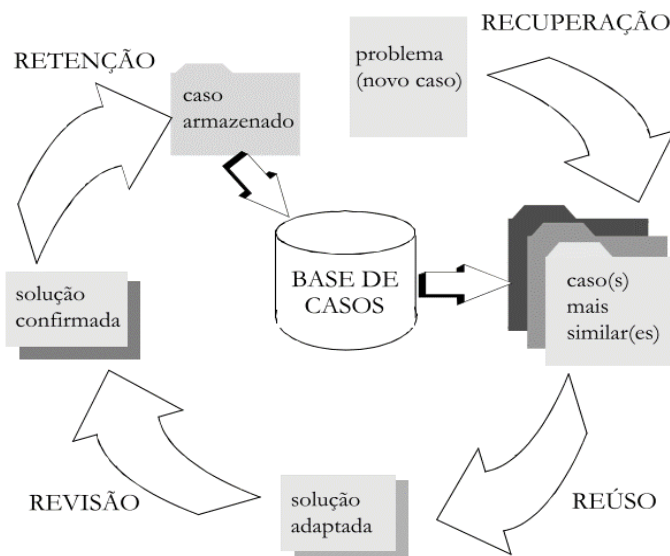 RECUPERAÇÃO
RETENÇÃO
problema
(novo caso)
caso
armazenado
BASE DE
CASOS
caso(s)
mais
similar(es)
solução
confirmada
REVISÃO
solução
adaptada
REÚSO